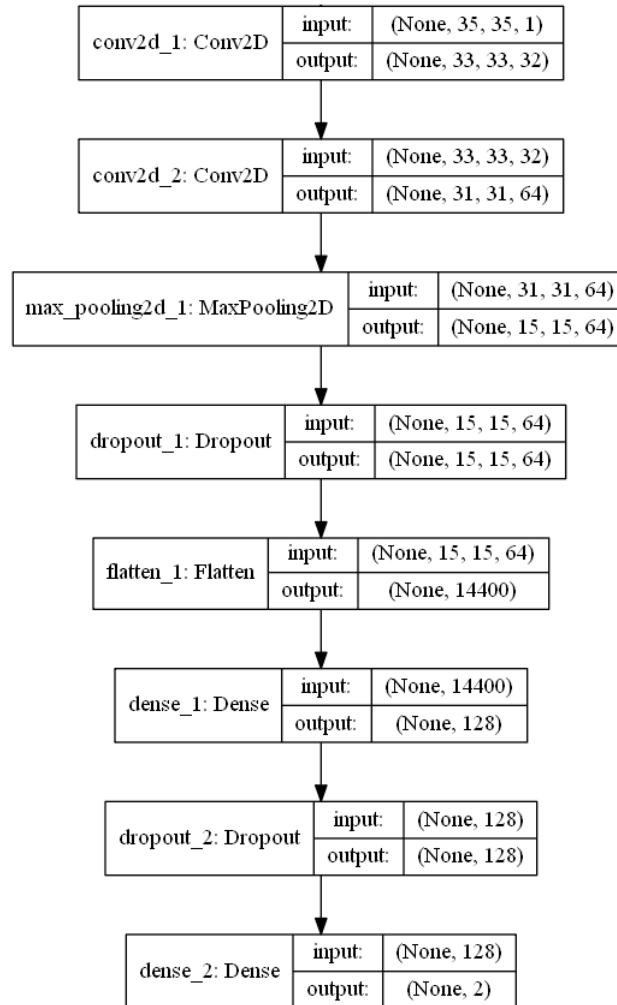 conv2d_1: Conv2D
input: (None, 35, 35, 1)
output: (None, 33, 33, 32)
conv2d_2: Conv2D
input: (None, 33, 33, 32)
output: (None, 31, 31, 64)
max_pooling2d_1: MaxPooling2D
input: (None, 31, 31, 64)
output: (None, 15, 15, 64)
dropout_1: Dropout
input: (None, 15, 15, 64)
output: (None, 15, 15, 64)
flatten_1: Flatten
input: (None, 15, 15, 64)
output: (None, 14400)
dense_1: Dense
input: (None, 14400)
output: (None, 128)
dropout_2: Dropout
input: (None, 128)
output: (None, 128)
dense_2: Dense
input: (None, 128)
output: (None, 2)